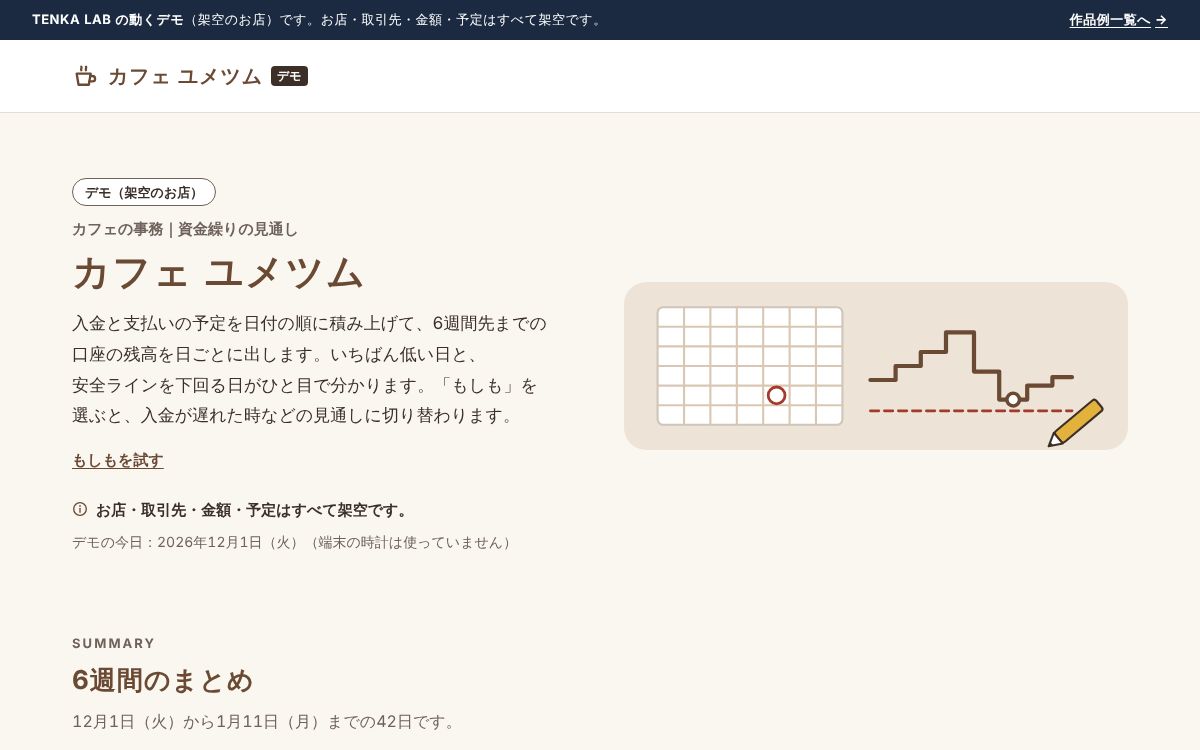 TENKA LAB の動くデモ（架空のお店）です。お店・取引先・金額・予定はすべて架空です。
作品例一覧へ →
カフェ ユメツム デモ
デモ（架空のお店）
カフェの事務｜資金繰りの見通し
カフェ ユメツム
入金と支払いの予定を日付の順に積み上げて、6週間先までの
口座の残高を日ごとに出します。いちばん低い日と、
安全ラインを下回る日がひと目で分かります。「もしも」を
選ぶと、入金が遅れた時などの見通しに切り替わります。
もしもを試す
お店・取引先・金額・予定はすべて架空です。
デモの今日：2026年12月1日（火）（端末の時計は使っていません）
SUMMARY
6週間のまとめ
12月1日（火）から1月11日（月）までの42日です。